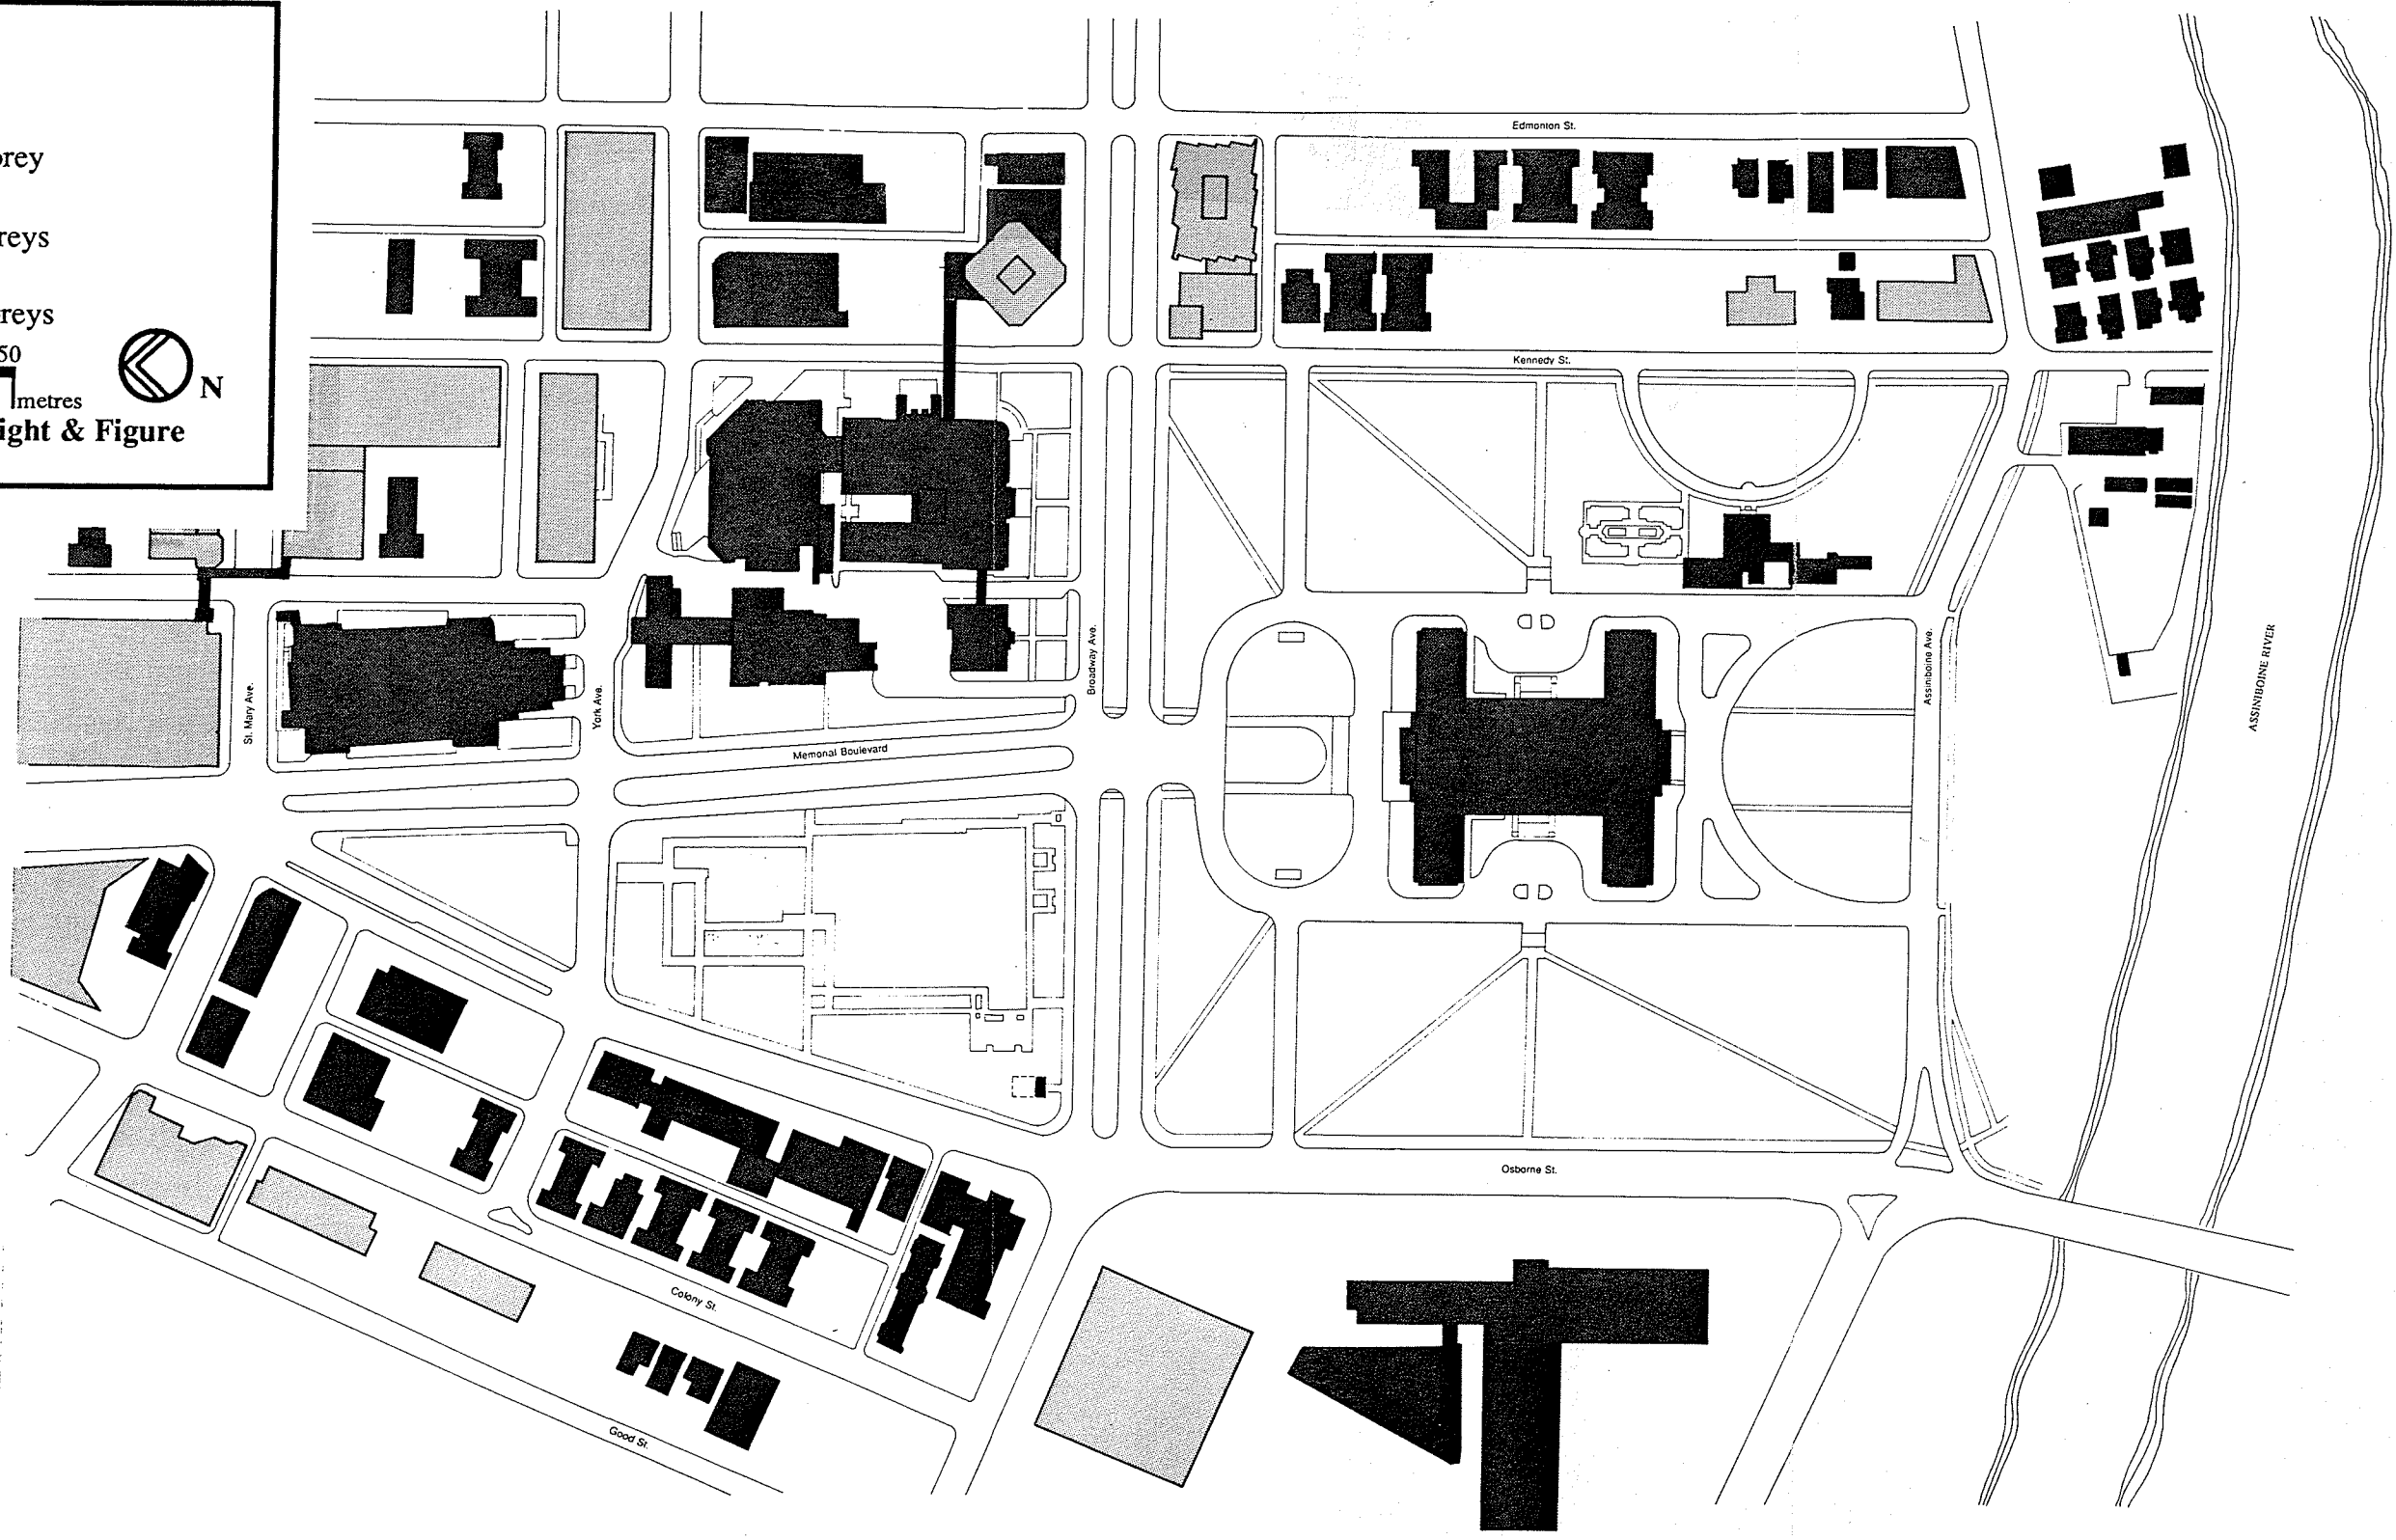 orey
reys
reys
50
metres
N
ight & Figure
Edmonton St.
Kennedy St.
Broadway Ave.
Assiniboine Ave.
ASSINIBOINE RIVER
St. Mary Ave.
York Ave.
Memorial Boulevard
Osborne St.
Colony St.
Good St.